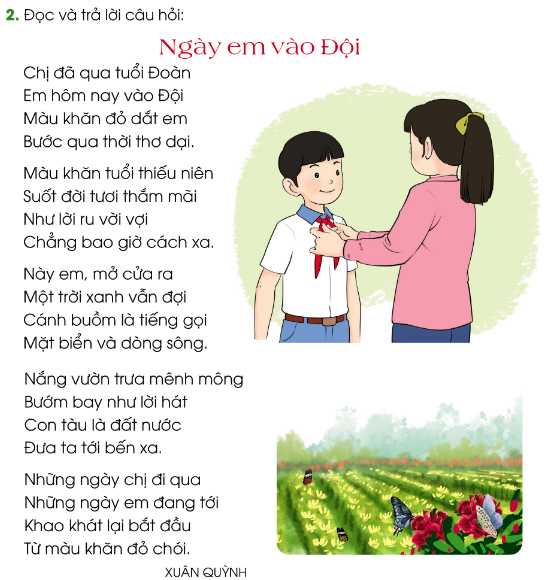 2. Đọc và trả lời câu hỏi:
Ngày em vào Đội
Chị đã qua tuổi Đoàn
Em hôm nay vào Đội
Màu khăn đỏ dắt em
Bước qua thời thơ dại.
Màu khăn tuổi thiếu niên
Suốt đời tươi thắm mãi
Như lời ru vời vợi
Chẳng bao giờ cách xa.
Này em, mở cửa ra
Một trời xanh vẫn đợi
Cánh buồm là tiếng gọi
Mặt biển và dòng sông.
Nắng vườn trưa mênh mông
Bướm bay như lời hát
Con tàu là đất nước
Đưa ta tới bến xa.
Những ngày chị đi qua
Những ngày em đang tới
Khao khát lại bắt đầu
Từ màu khăn đỏ chói.
XUÂN QUỲNH